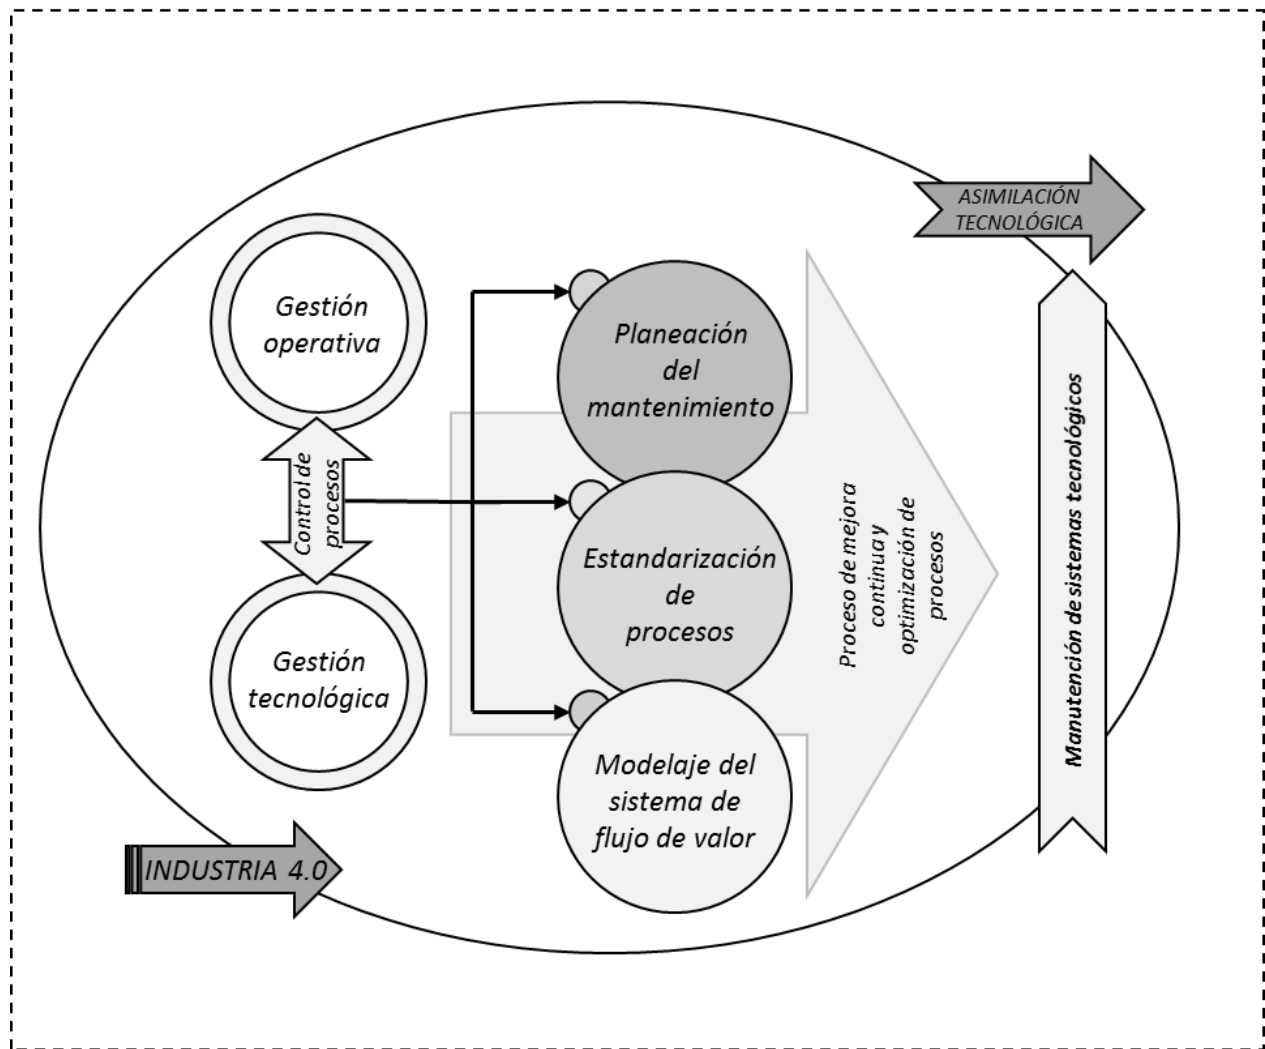 ASIMILACIÓN
TECNOLÓGICA
Gestión
operativa
Control de
procesos
Gestión
tecnológica
Planeación
del
mantenimiento
Estandarización
de
procesos
Modelaje del
sistema de
flujo de valor
Proceso de mejora
continua y
optimización de
procesos
Manutención de sistemas tecnológicos
INDUSTRIA 4.0